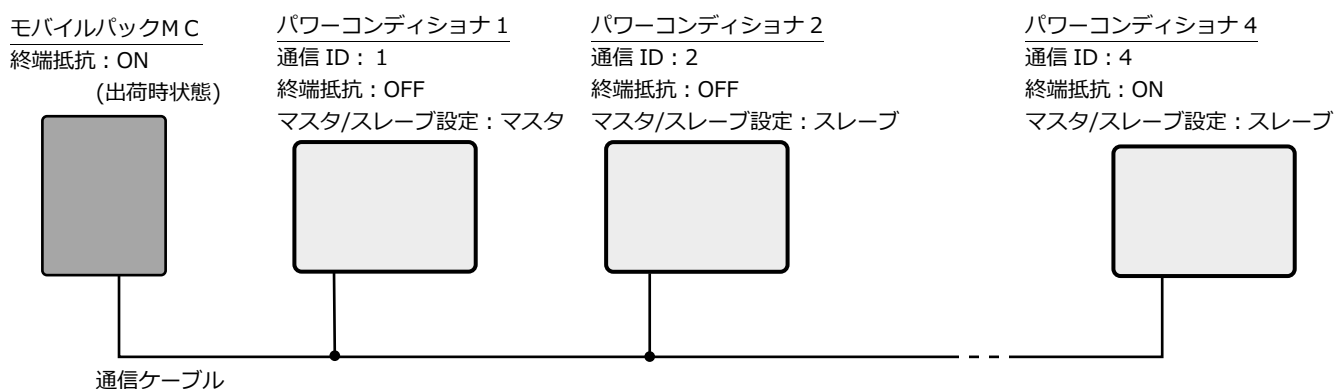 モバイルパックMC
終端抵抗：ON
(出荷時状態)
パワーコンディショナ1
通信 ID： 1
終端抵抗：OFF
マスタ/スレーブ設定：マスタ
パワーコンディショナ2
通信 ID：2
終端抵抗：OFF
マスタ/スレーブ設定：スレーブ
パワーコンディショナ4
通信 ID：4
終端抵抗：ON
マスタ/スレーブ設定：スレーブ
通信ケーブル